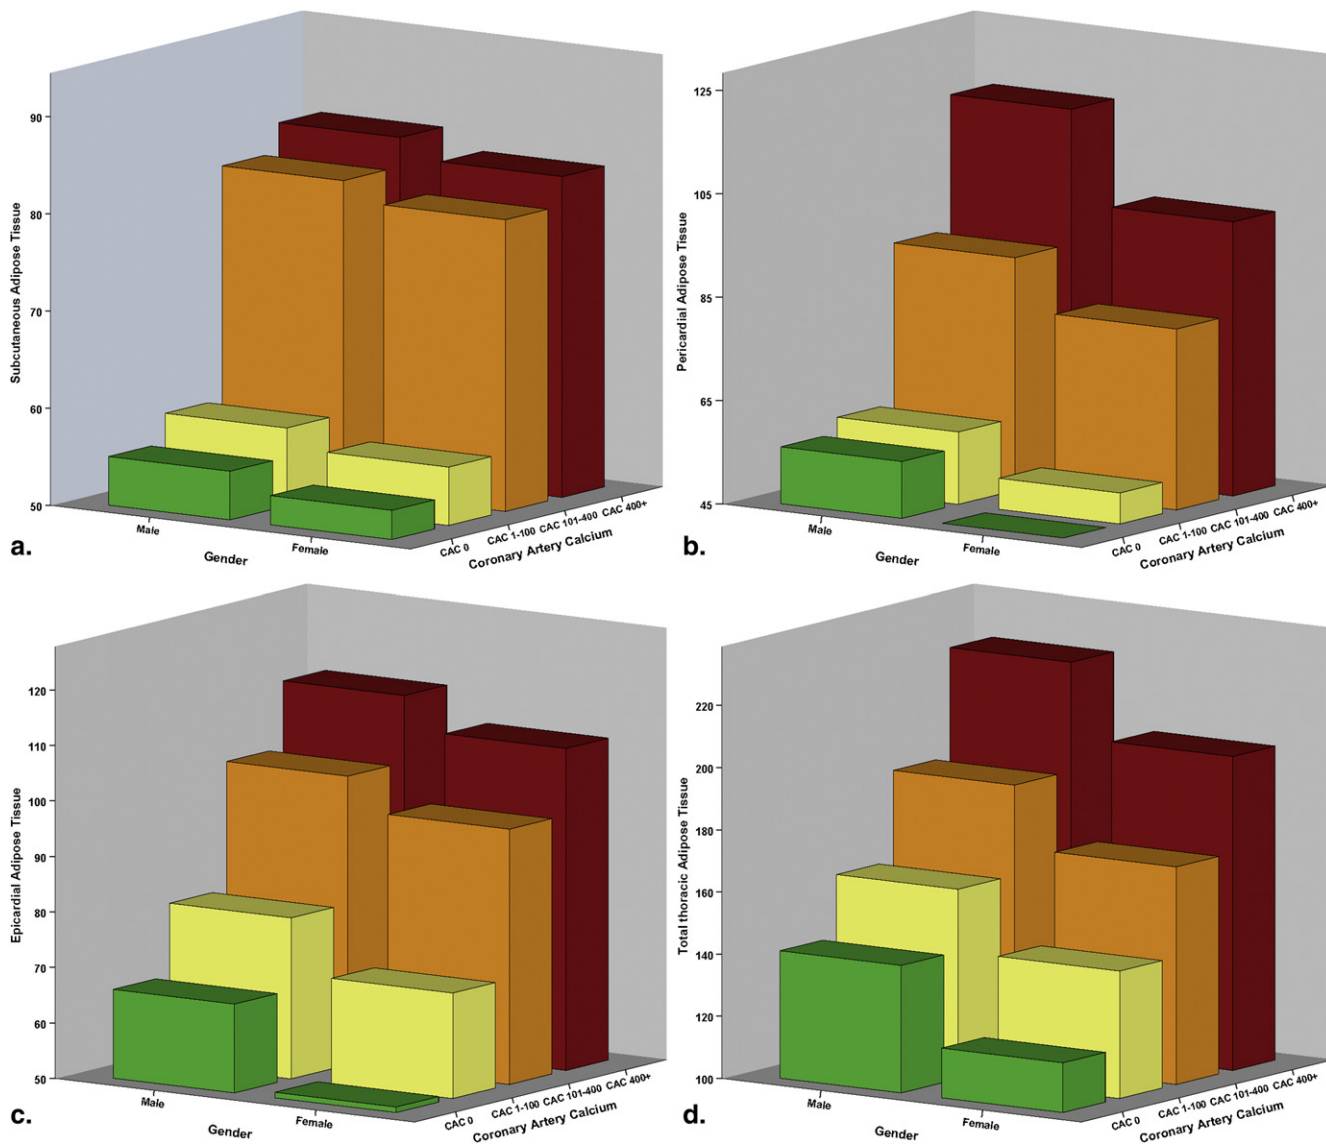 Subcutaneous Adipose Tissue
90
80
70
60
50
Male
Female
Gender
CAC 0
CAC 1-100
CAC 101-400
CAC 400+
Coronary Artery Calcium
a.
Pericardial Adipose Tissue
125
105
85
65
45
Male
Female
Gender
CAC 0
CAC 1-100
CAC 101-400
CAC 400+
Coronary Artery Calcium
b.
Epicardial Adipose Tissue
120
110
100
90
80
70
60
50
Male
Female
Gender
CAC 0
CAC 1-100
CAC 101-400
CAC 400+
Coronary Artery Calcium
c.
Total thoracic Adipose Tissue
220
200
180
160
140
120
100
Male
Female
Gender
CAC 0
CAC 1-100
CAC 101-400
CAC 400+
Coronary Artery Calcium
d.